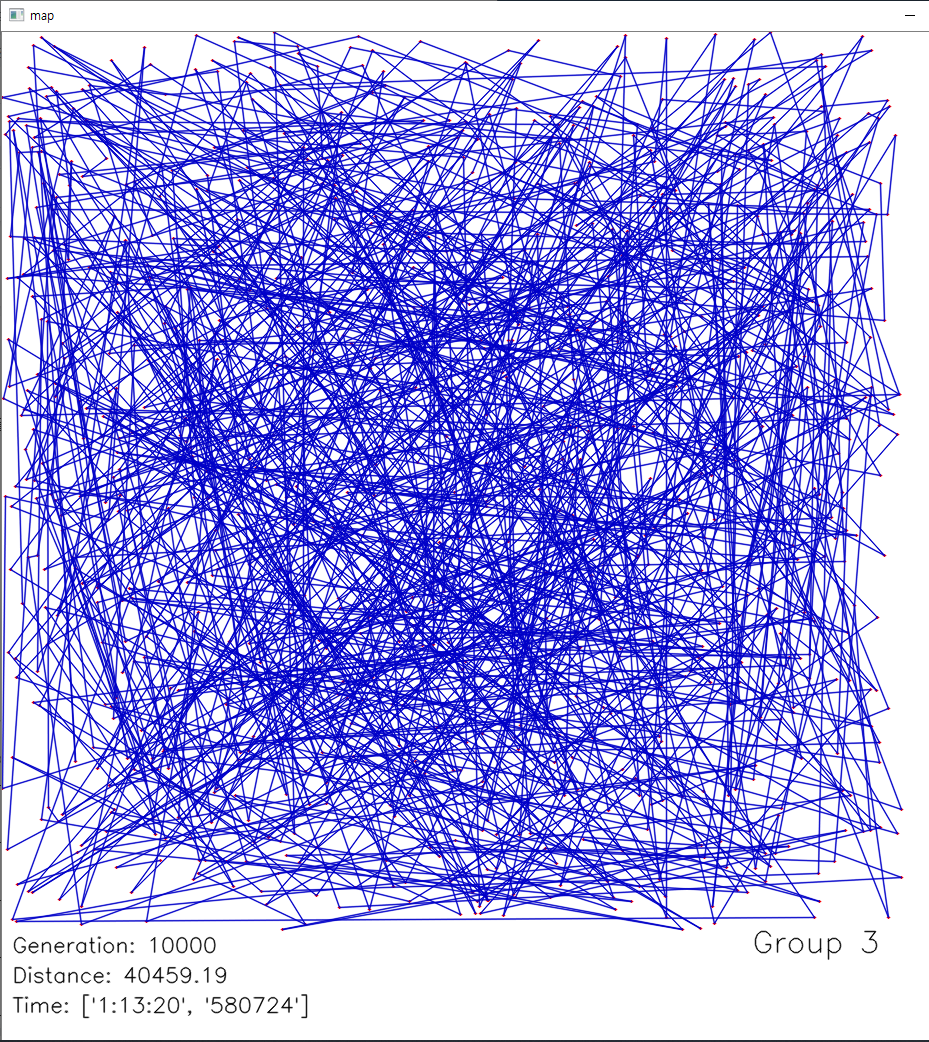 map
Group 3
Generation: 10000
Distance: 40459.19
Time: ['1:13:20', '580724']